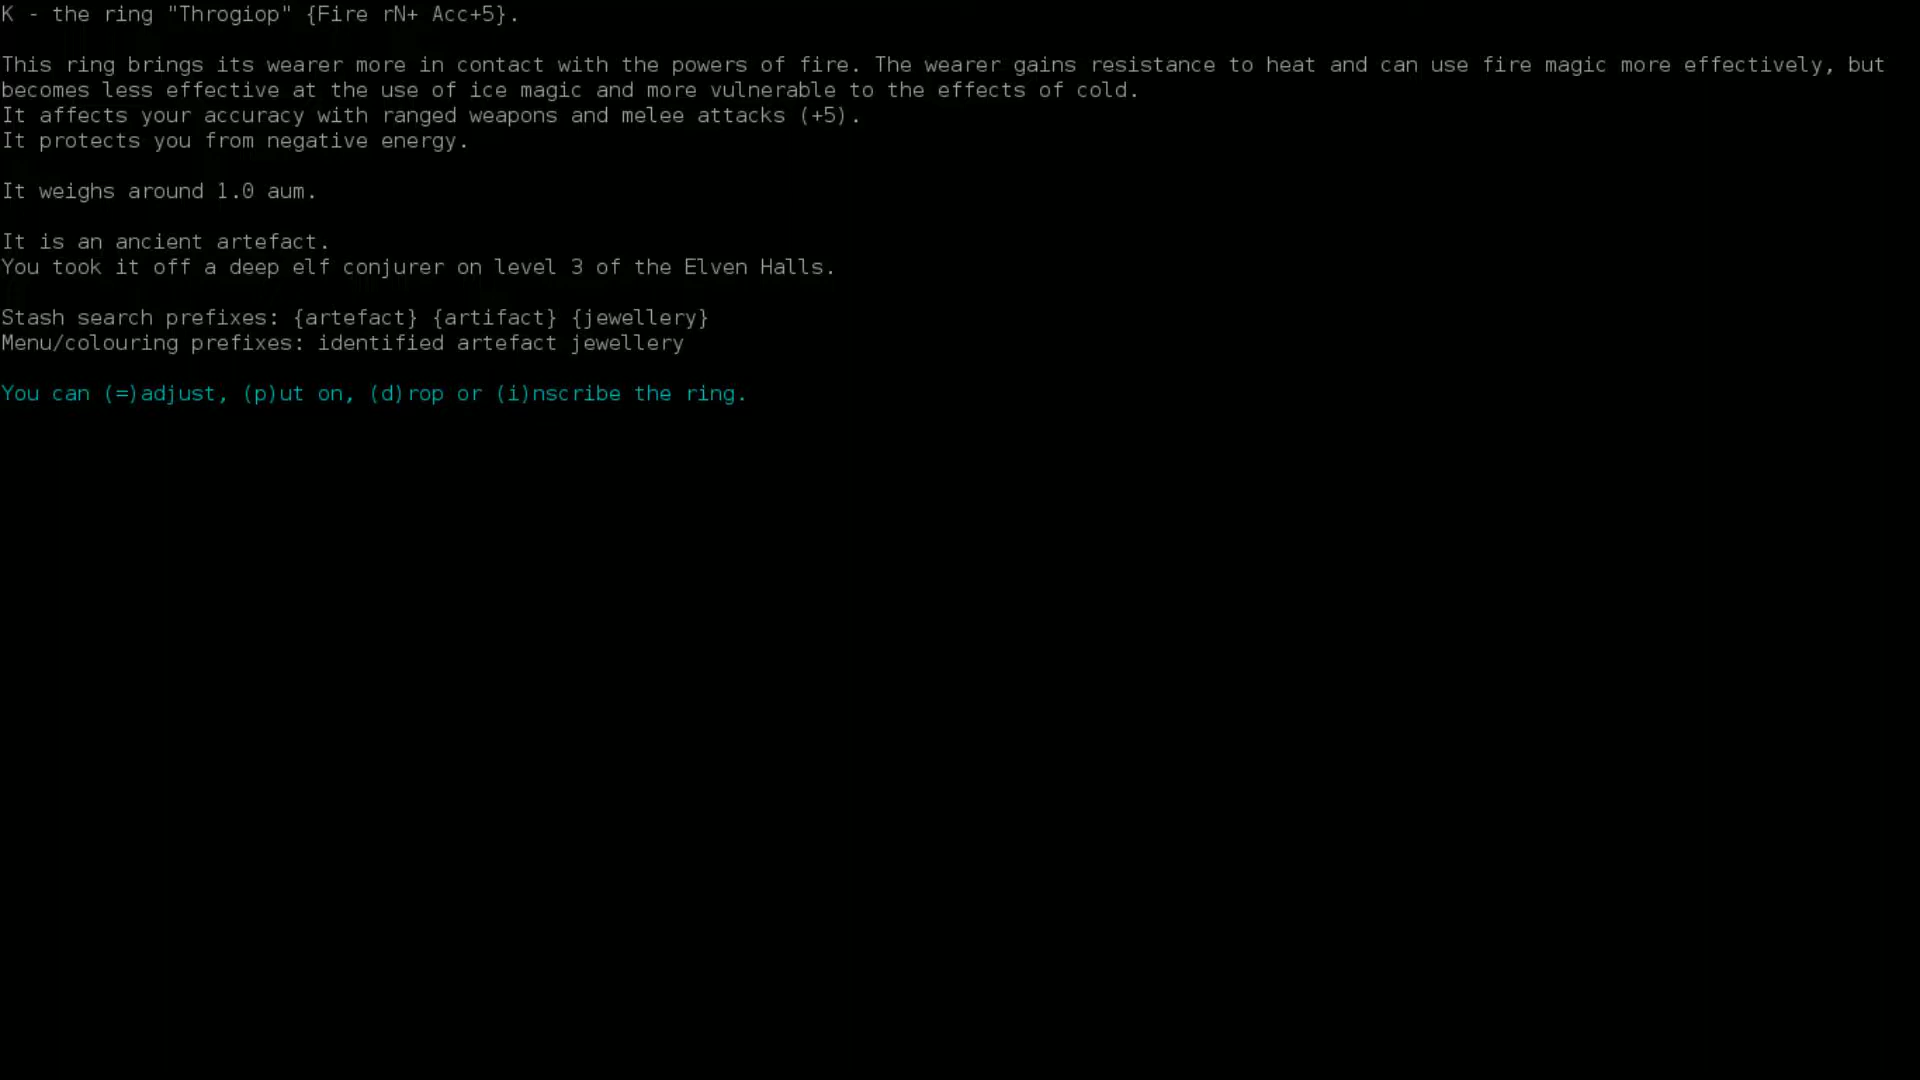 K - the ring "Throgiop" {Fire rN+ Acc+5}.
This ring brings its wearer more in contact with the powers of fire. The wearer gains resistance to heat and can use fire magic more effectively, but
becomes less effective at the use of ice magic and more vulnerable to the effects of cold.
It affects your accuracy with ranged weapons and melee attacks (+5).
It protects you from negative energy.
It weighs around 1.0 aum.
It is an ancient artefact.
You took it off a deep elf conjurer on level 3 of the Elven Halls.
Stash search prefixes: {artefact} {artifact} {jewellery}
Menu/colouring prefixes: identified artefact jewellery
You can (=)adjust, (p)ut on, (d)rop or (i)nscribe the ring.